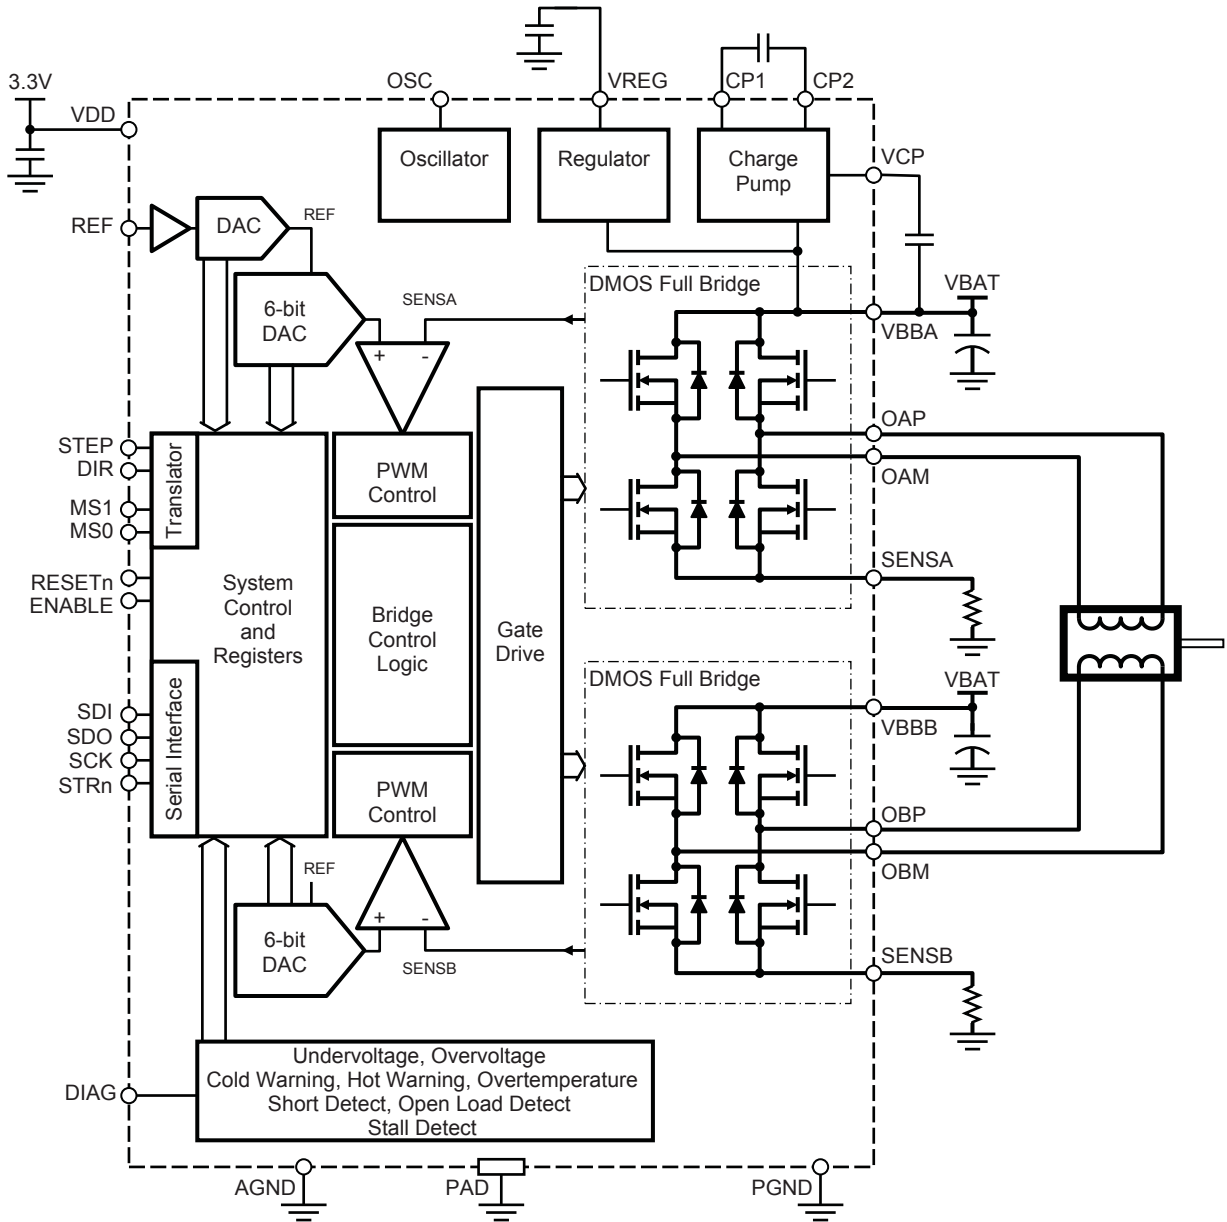 3.3V
VDD
OSC
VREG
CP1
CP2
Oscillator
Regulator
Charge
Pump
VCP
REF
DAC
REF
6-bit
DAC
SENSA
+ -
DMOS Full Bridge
VBAT
VBBA
STEP
DIR
MS1
MS0
Translator
PWM
Control
OAP
OAM
RESETn
ENABLE
System
Control
and
Registers
Bridge
Control
Logic
Gate
Drive
SENSA
SDI
SDO
SCK
STRn
Serial Interface
PWM
Control
DMOS Full Bridge
VBAT
VBBB
OBP
OBM
REF
6-bit
DAC
+ -
SENSB
SENSB
DIAG
Undervoltage, Overvoltage
Cold Warning, Hot Warning, Overtemperature
Short Detect, Open Load Detect
Stall Detect
AGND
PAD
PGND